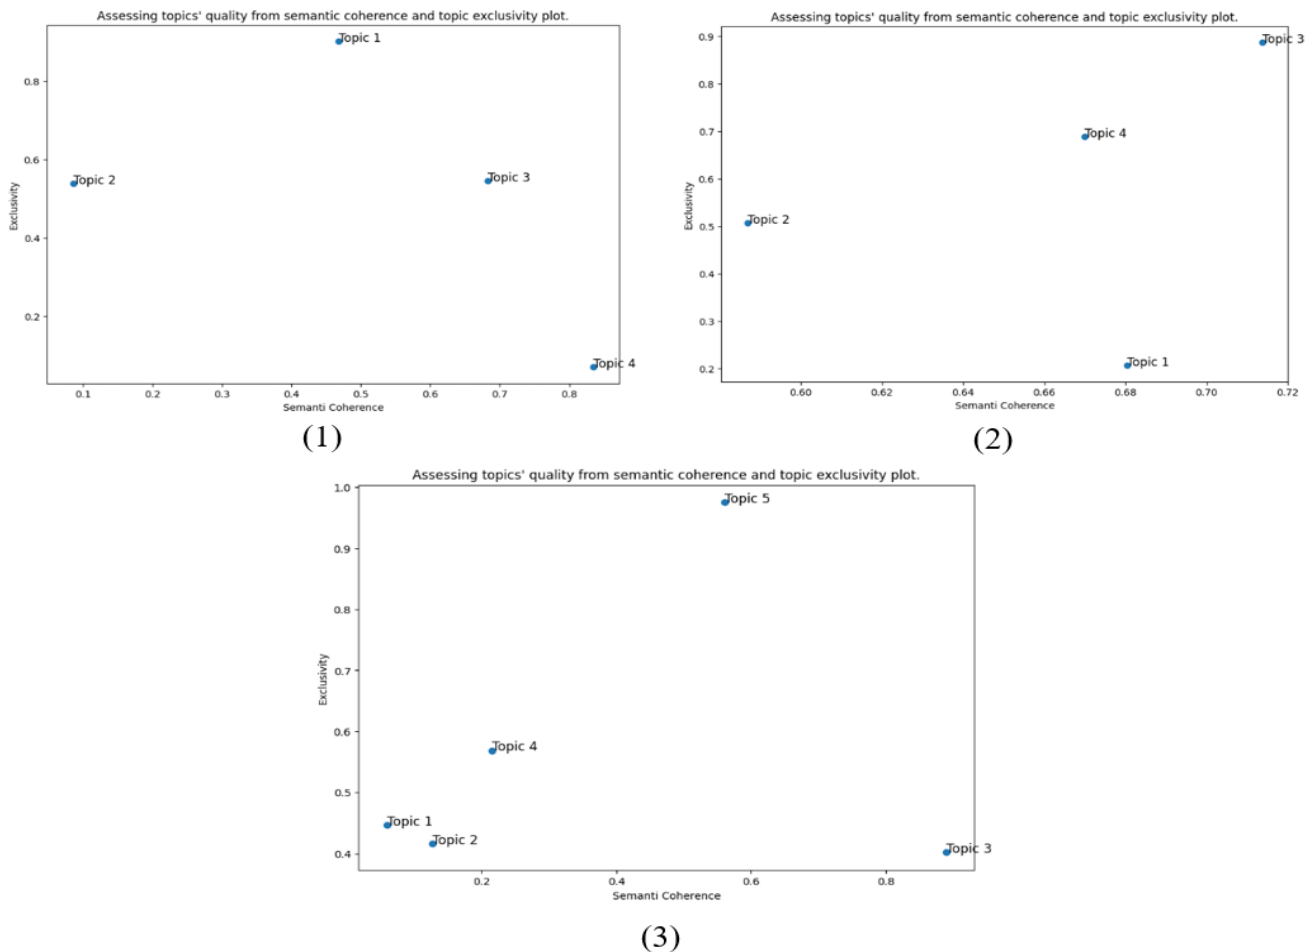 Assessing topics' quality from semantic coherence and topic exclusivity plot.
Topic 1
0.8
Topic 2
0.6
Topic 3
Exclusivity
0.4
0.2
Topic 4
0.1 0.2 0.3 0.4 0.5 0.6 0.7 0.8
Semanti Coherence
(1)
Assessing topics' quality from semantic coherence and topic exclusivity plot.
0.9
Topic 3
0.8
0.7
Topic 4
0.6
Exclusivity
0.5
Topic 2
0.4
0.3
0.2
Topic 1
0.60 0.62 0.64 0.66 0.68 0.70 0.72
Semanti Coherence
(2)
Assessing topics' quality from semantic coherence and topic exclusivity plot.
1.0
Topic 5
0.9
0.8
0.7
Exclusivity
0.6
Topic 4
0.5
Topic 1
Topic 2
0.4
Topic 3
0.2 0.4 0.6 0.8
Semanti Coherence
(3)